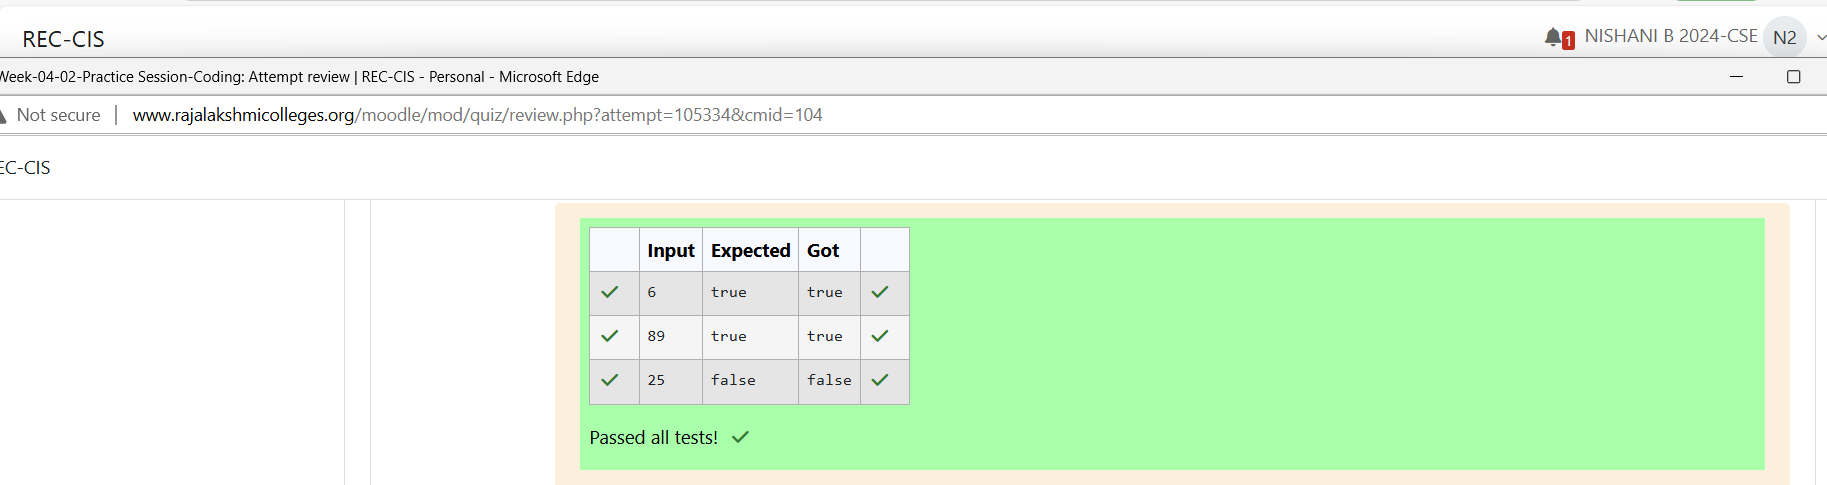 REC-CIS
1 NISHANI B 2024-CSE N2
Week-04-02-Practice Session-Coding: Attempt review | REC-CIS - Personal - Microsoft Edge
Not secure | www.rajalakshmicolleges.org/moodle/mod/quiz/review.php?attempt=105334&cmid=104
EC-CIS
Input Expected Got
6 true true
89 true true
25 false false
Passed all tests!